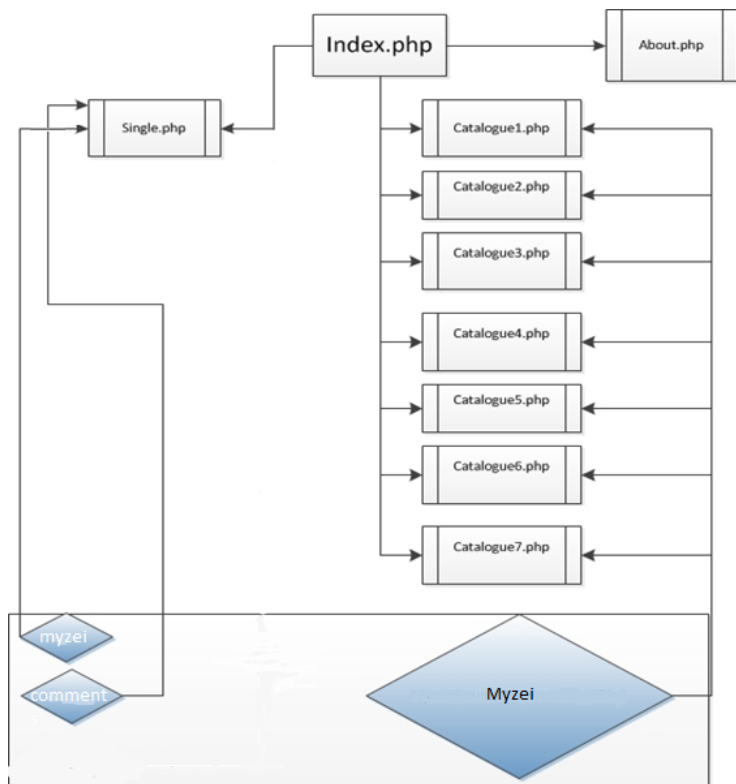 Index.php
About.php
Single.php
Catalogue1.php
Catalogue2.php
Catalogue3.php
Catalogue4.php
Catalogue5.php
Catalogue6.php
Catalogue7.php
myzei
comment
Myzei